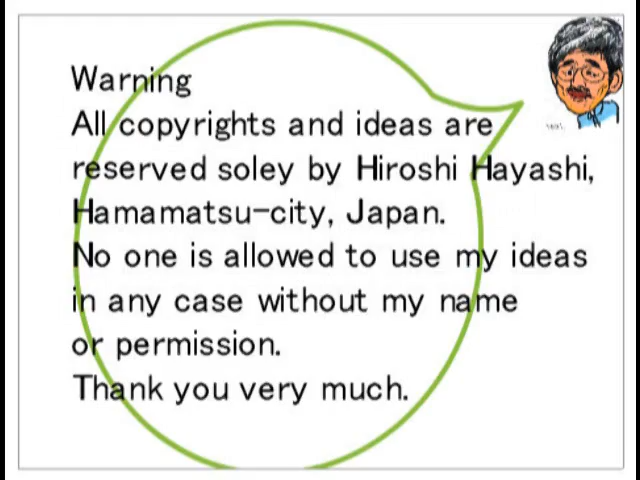 Warning
All copyrights and ideas are
reserved soley by Hiroshi Hayashi,
Hamamatsu-city, Japan.
No one is allowed to use my ideas
in any case without my name
or permission.
Thank you very much.